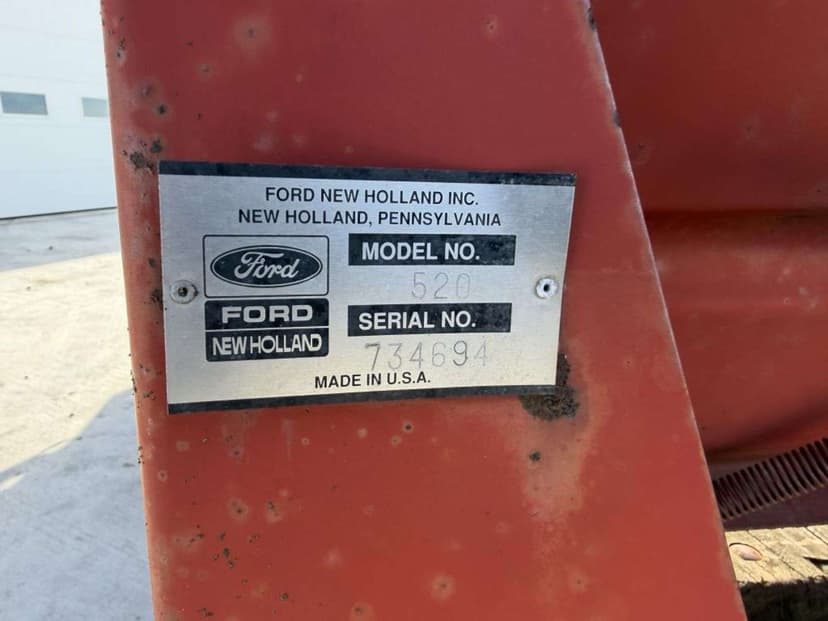 FORD NEW HOLLAND INC.
NEW HOLLAND, PENNSYLVANIA
Ford
FORD
NEW HOLLAND
MODEL NO.
520
SERIAL NO.
734694
MADE IN U.S.A.